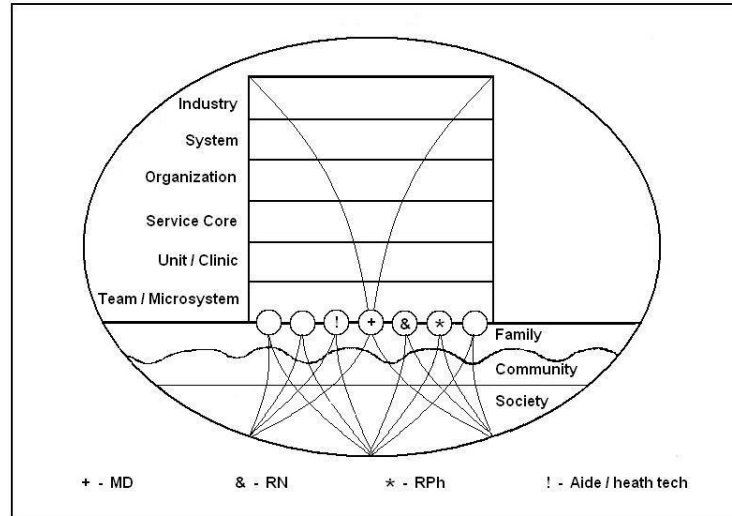 Industry
System
Organization
Service Core
Unit / Clinic
Team / Microsystem
! + & *
Family
Community
Society
+ - MD & - RN * - RPh ! - Aide / heath tech